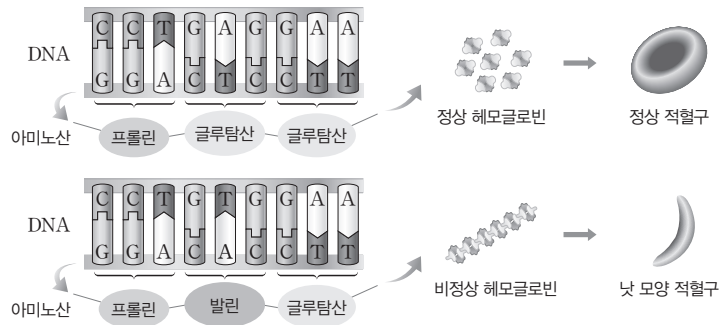 C C T G A G G A A
DNA
G G A C T C C T T
아미노산 프롤린 글루탐산 글루탐산
정상 헤모글로빈 정상 적혈구
C C T G T G G A A
DNA
G G A C A C C T T
아미노산 프롤린 발린 글루탐산
비정상 헤모글로빈 낫 모양 적혈구